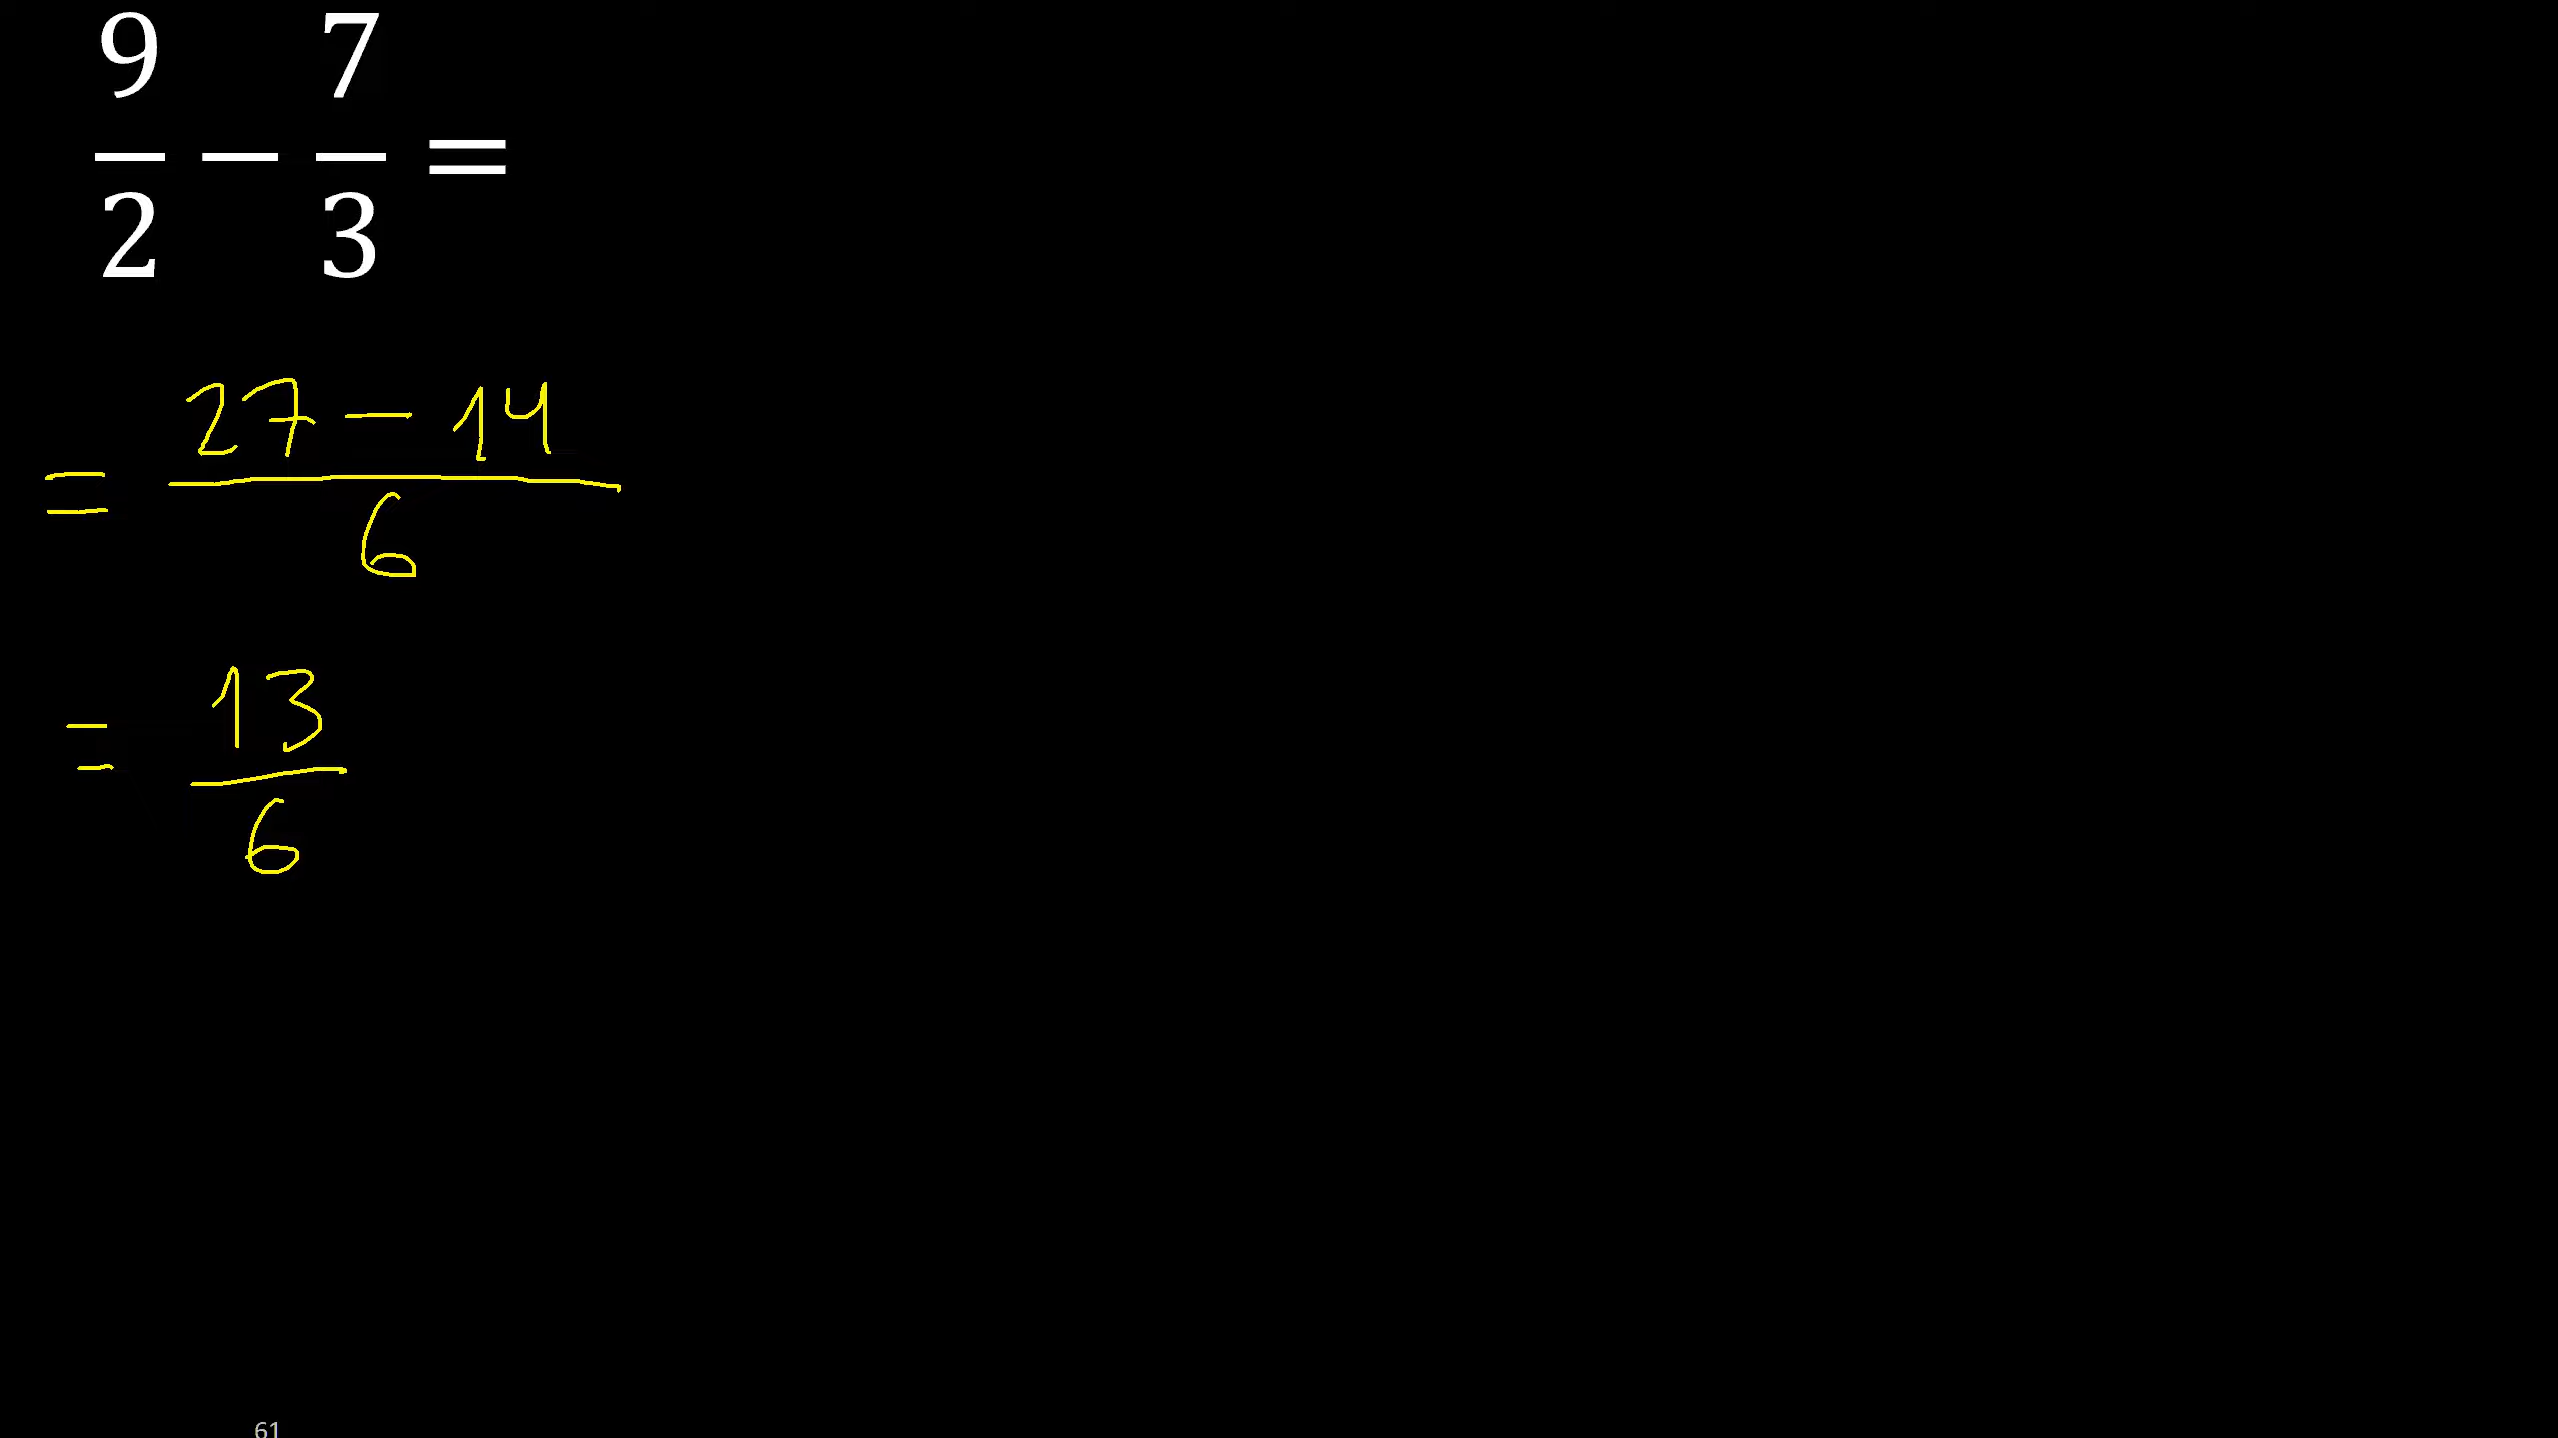 9/2 − 7/3 =
= (27 − 14)/6
= 13/6
61